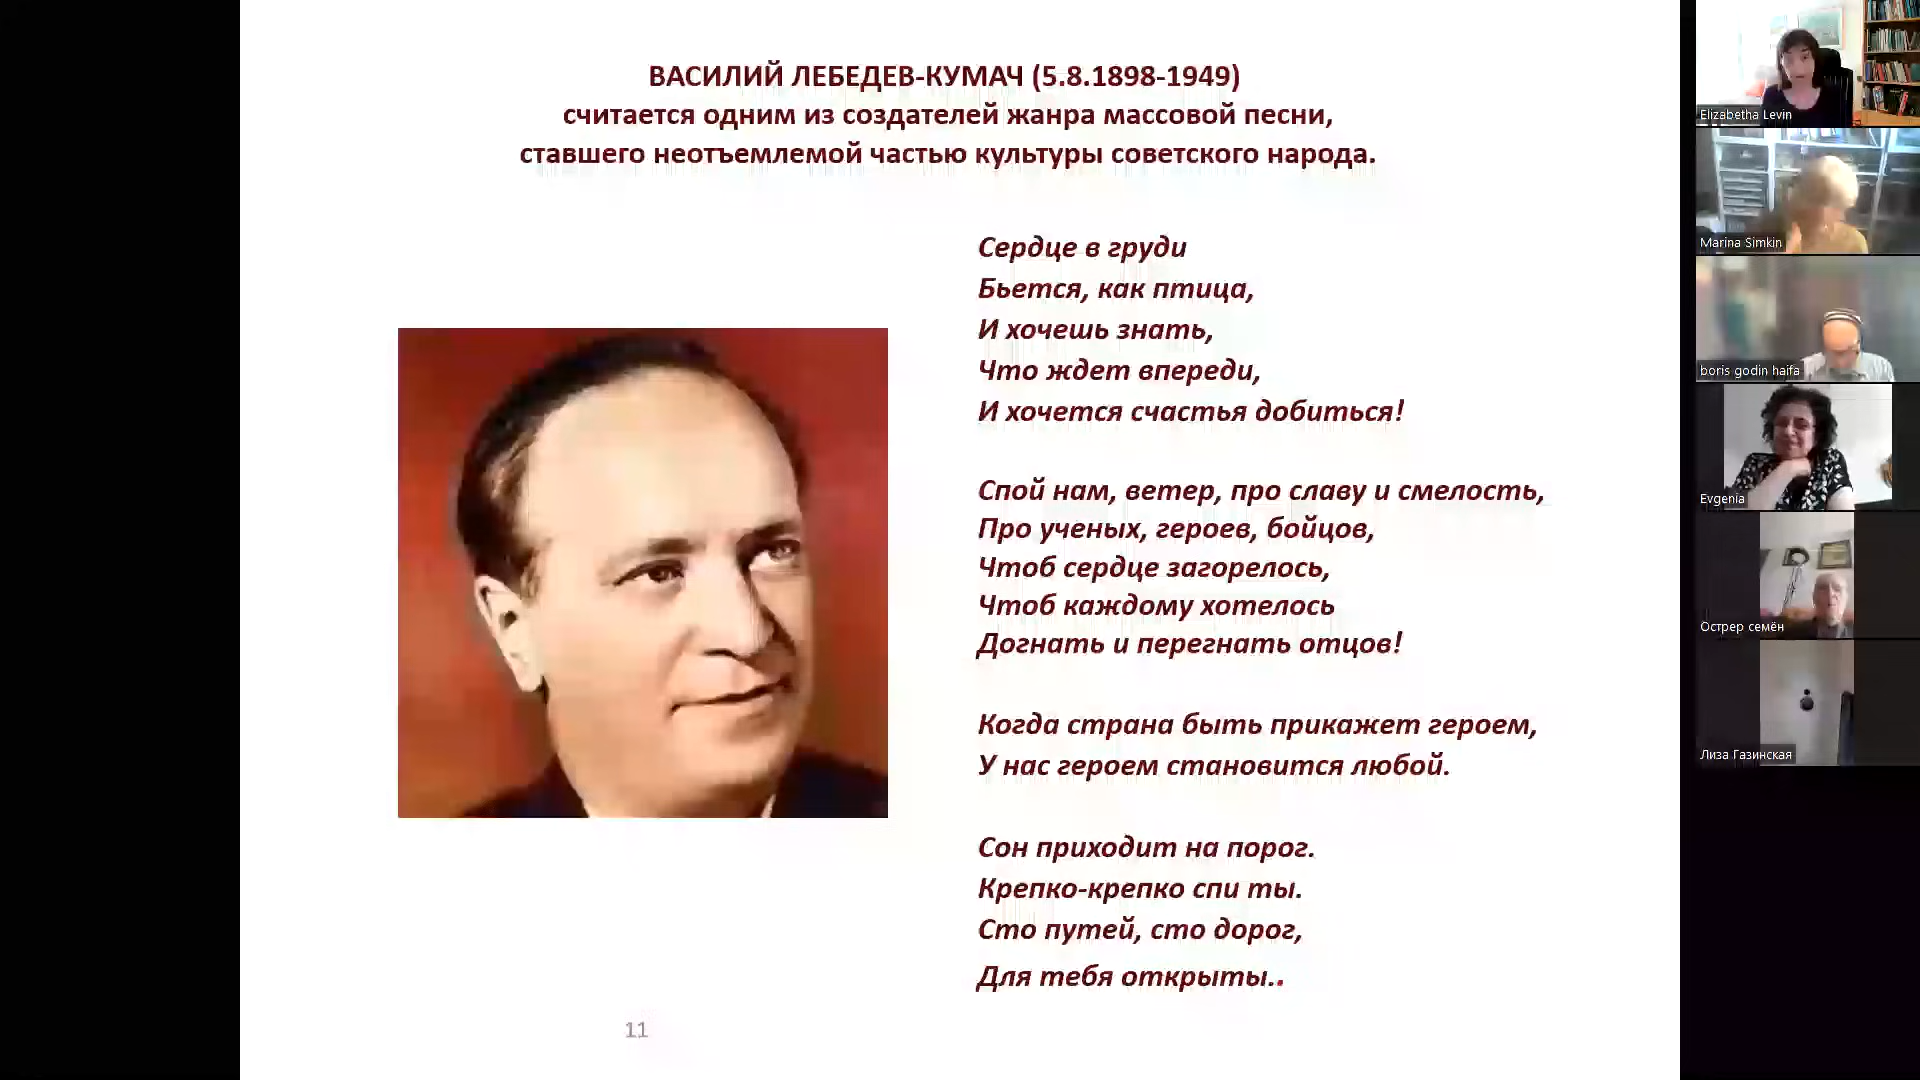 ВАСИЛИЙ ЛЕБЕДЕВ-КУМАЧ (5.8.1898-1949)
считается одним из создателей жанра массовой песни,
ставшего неотъемлемой частью культуры советского народа.
Сердце в груди
Бьется, как птица,
И хочешь знать,
Что ждет впереди,
И хочется счастья добиться!
Спой нам, ветер, про славу и смелость,
Про ученых, героев, бойцов,
Чтоб сердце загорелось,
Чтоб каждому хотелось
Догнать и перегнать отцов!
Когда страна быть прикажет героем,
У нас героем становится любой.
Сон приходит на порог.
Крепко-крепко спи ты.
Сто путей, сто дорог,
Для тебя открыты..
11
Elizabetha Levin
Marina Simkin
boris godin haifa
Evgenia
Острер семён
Лиза Газинская